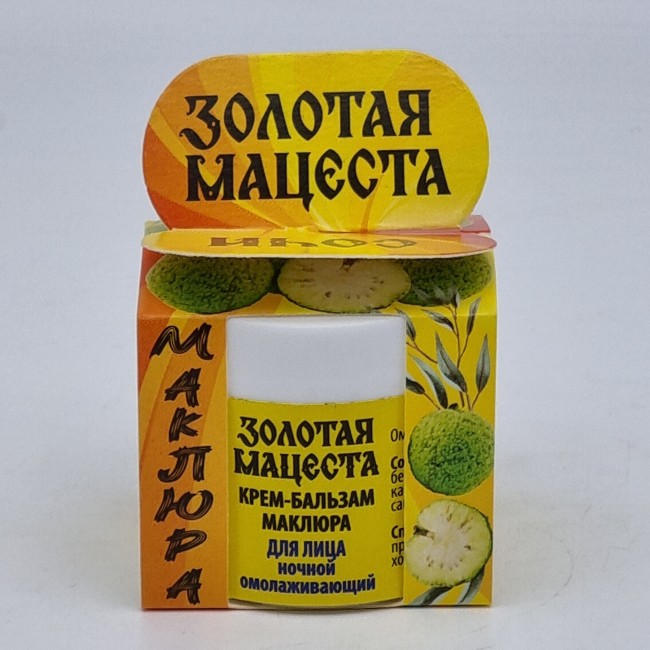 ЗОЛОТАЯ
МАЦЕСТА
СОЧИ
МАКЛЮРА
ЗОЛОТАЯ
МАЦЕСТА
КРЕМ-БАЛЬЗАМ
МАКЛЮРА
ДЛЯ ЛИЦА
НОЧНОЙ
ОМОЛАЖИВАЮЩИЙ